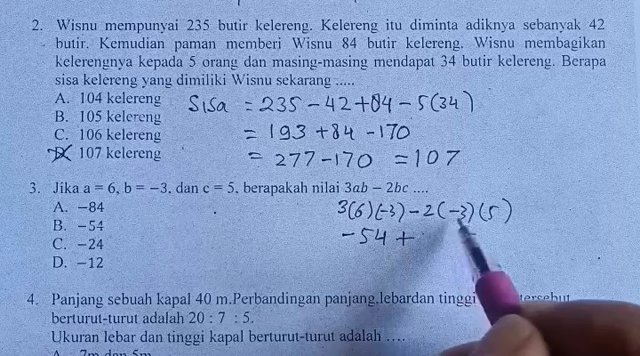 2. Wisnu mempunyai 235 butir kelereng. Kelereng itu diminta adiknya sebanyak 42
butir. Kemudian paman memberi Wisnu 84 butir kelereng. Wisnu membagikan
kelerengnya kepada 5 orang dan masing-masing mendapat 34 butir kelereng. Berapa
sisa kelereng yang dimiliki Wisnu sekarang .....
A. 104 kelereng
B. 105 kelereng
C. 106 kelereng
D. 107 kelereng
Sisa = 235 - 42 + 84 - 5(34)
= 193 + 84 - 170
= 277 - 170 = 107
3. Jika a = 6, b = −3, dan c = 5, berapakah nilai 3ab − 2bc ....
A. −84
B. −54
C. −24
D. −12
3(6)(-3) - 2(-3)(5)
-54 +
4. Panjang sebuah kapal 40 m.Perbandingan panjang,lebardan tinggi tersebut
berturut-turut adalah 20 : 7 : 5.
Ukuran lebar dan tinggi kapal berturut-turut adalah ....
A. 7m dan 5m